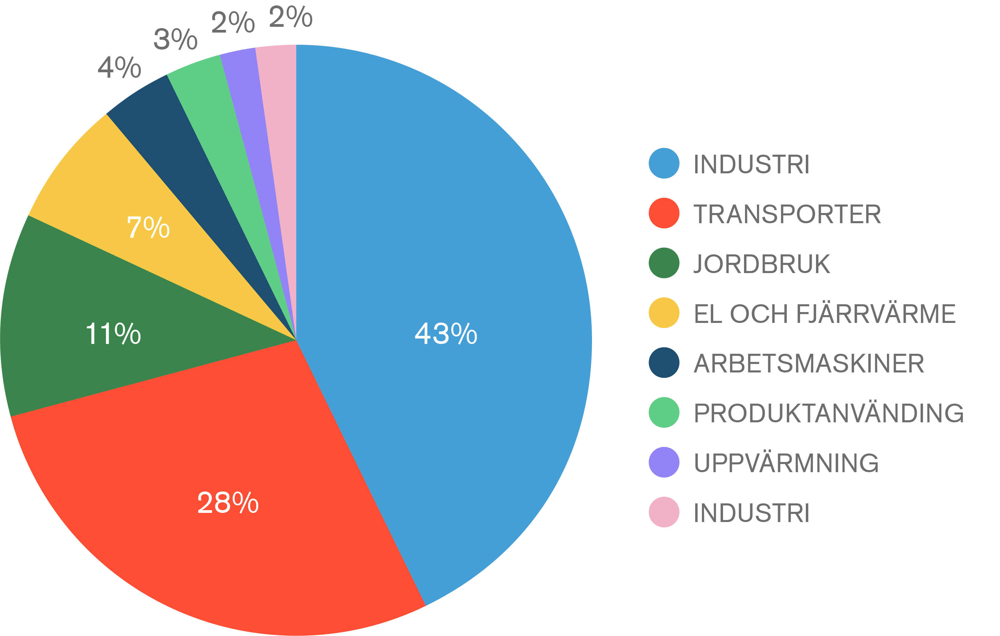 2%
2%
3%
4%
7%
11%
43%
28%
INDUSTRI
TRANSPORTER
JORDBRUK
EL OCH FJÄRRVÄRME
ARBETSMASKINER
PRODUKTANVÄNDING
UPPVÄRMNING
INDUSTRI